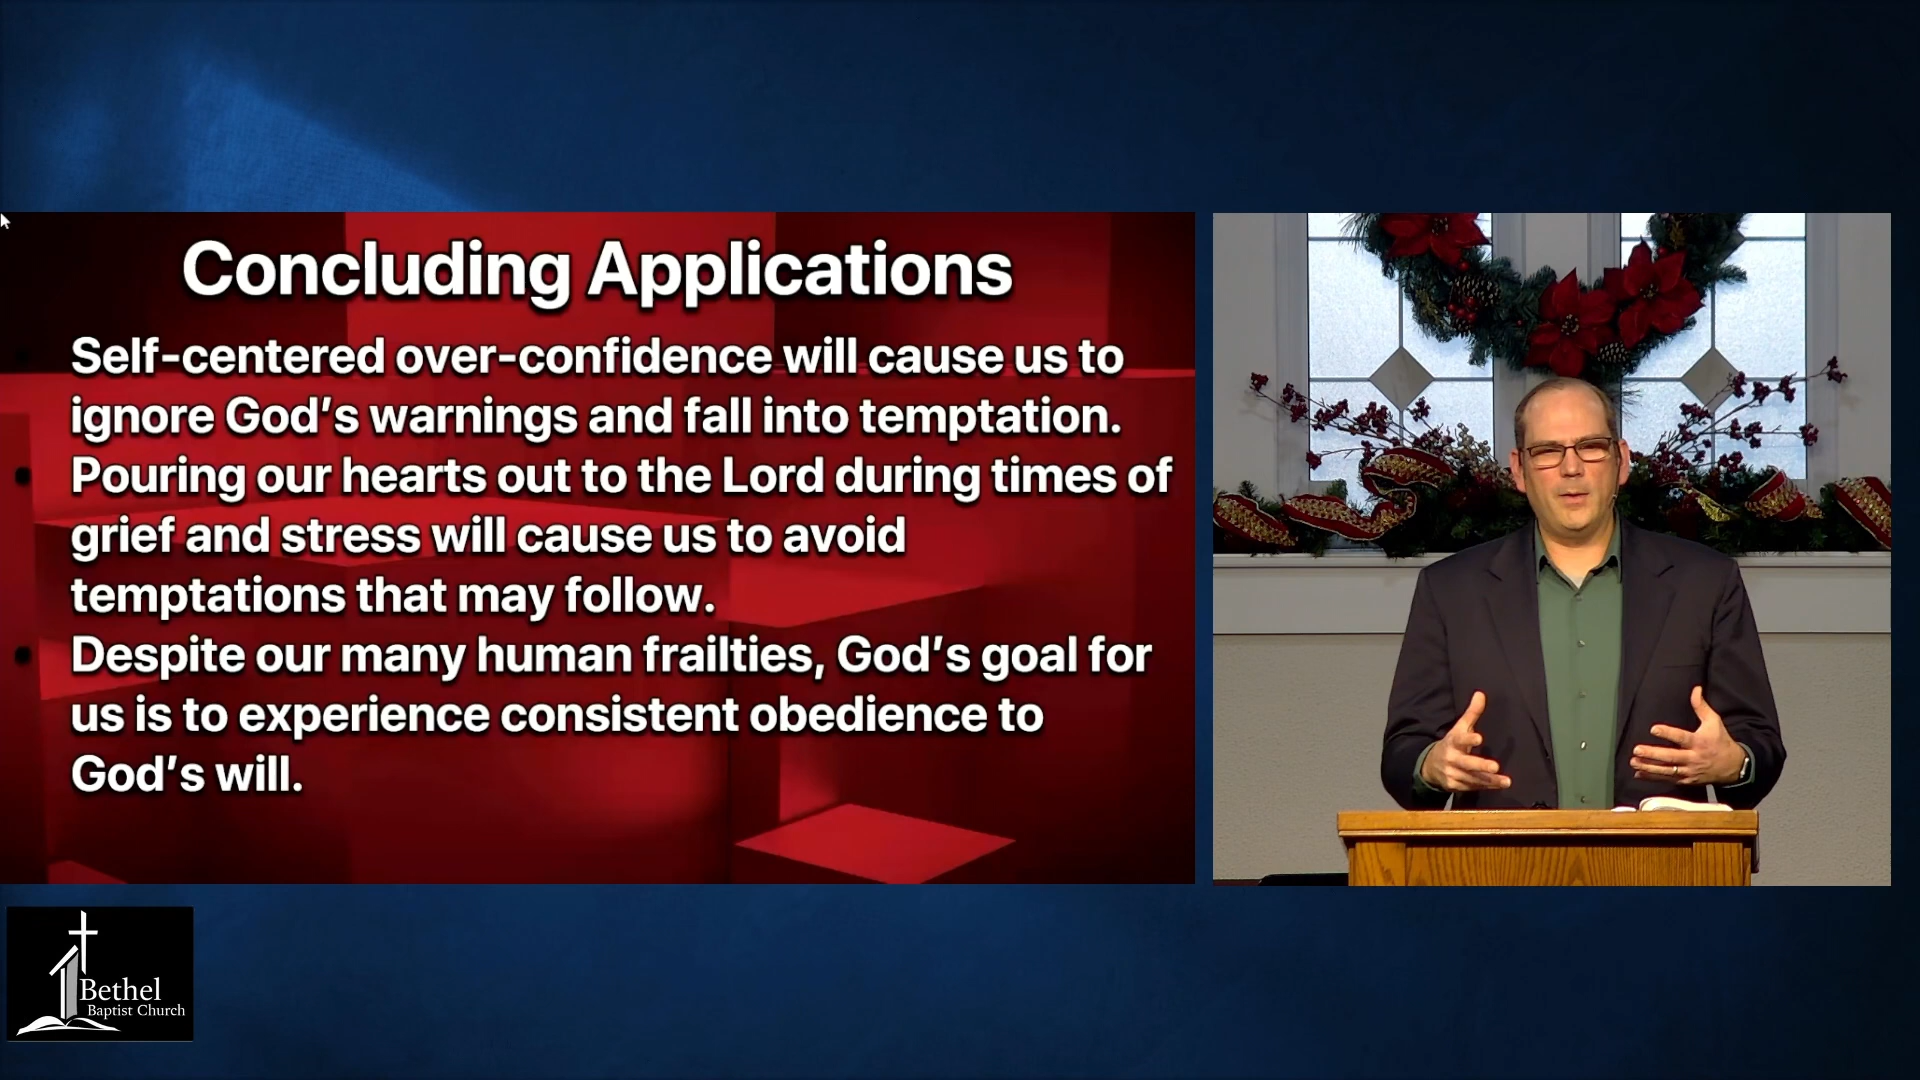 Concluding Applications
Self-centered over-confidence will cause us to
ignore God's warnings and fall into temptation.
Pouring our hearts out to the Lord during times of
grief and stress will cause us to avoid
temptations that may follow.
Despite our many human frailties, God's goal for
us is to experience consistent obedience to
God's will.
Bethel
Baptist Church